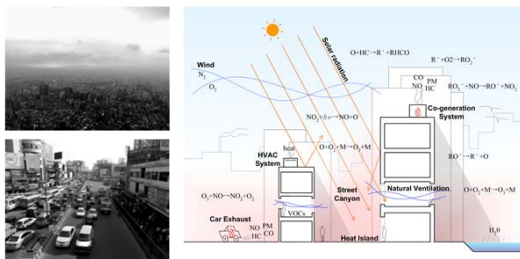 O+HC→R˙+RHCO
Solar radiation
R˙+O2→RO₂˙
Wind
N₂
O₂
CO
NO
PM
HC
RO₂˙+NO→RO˙+NO₂
Co-generation
System
NO₂+hν→NO+O
heat
HVAC
System
O+O₂+M→O₃+M
RO˙→R˙+O
Street
Canyon
Natural Ventilation
O₃+NO→NO₂+O₂
O+O₂+M→O₃+M
VOCs
Car Exhaust
NO
HC
PM
CO
Heat Island
H₂0